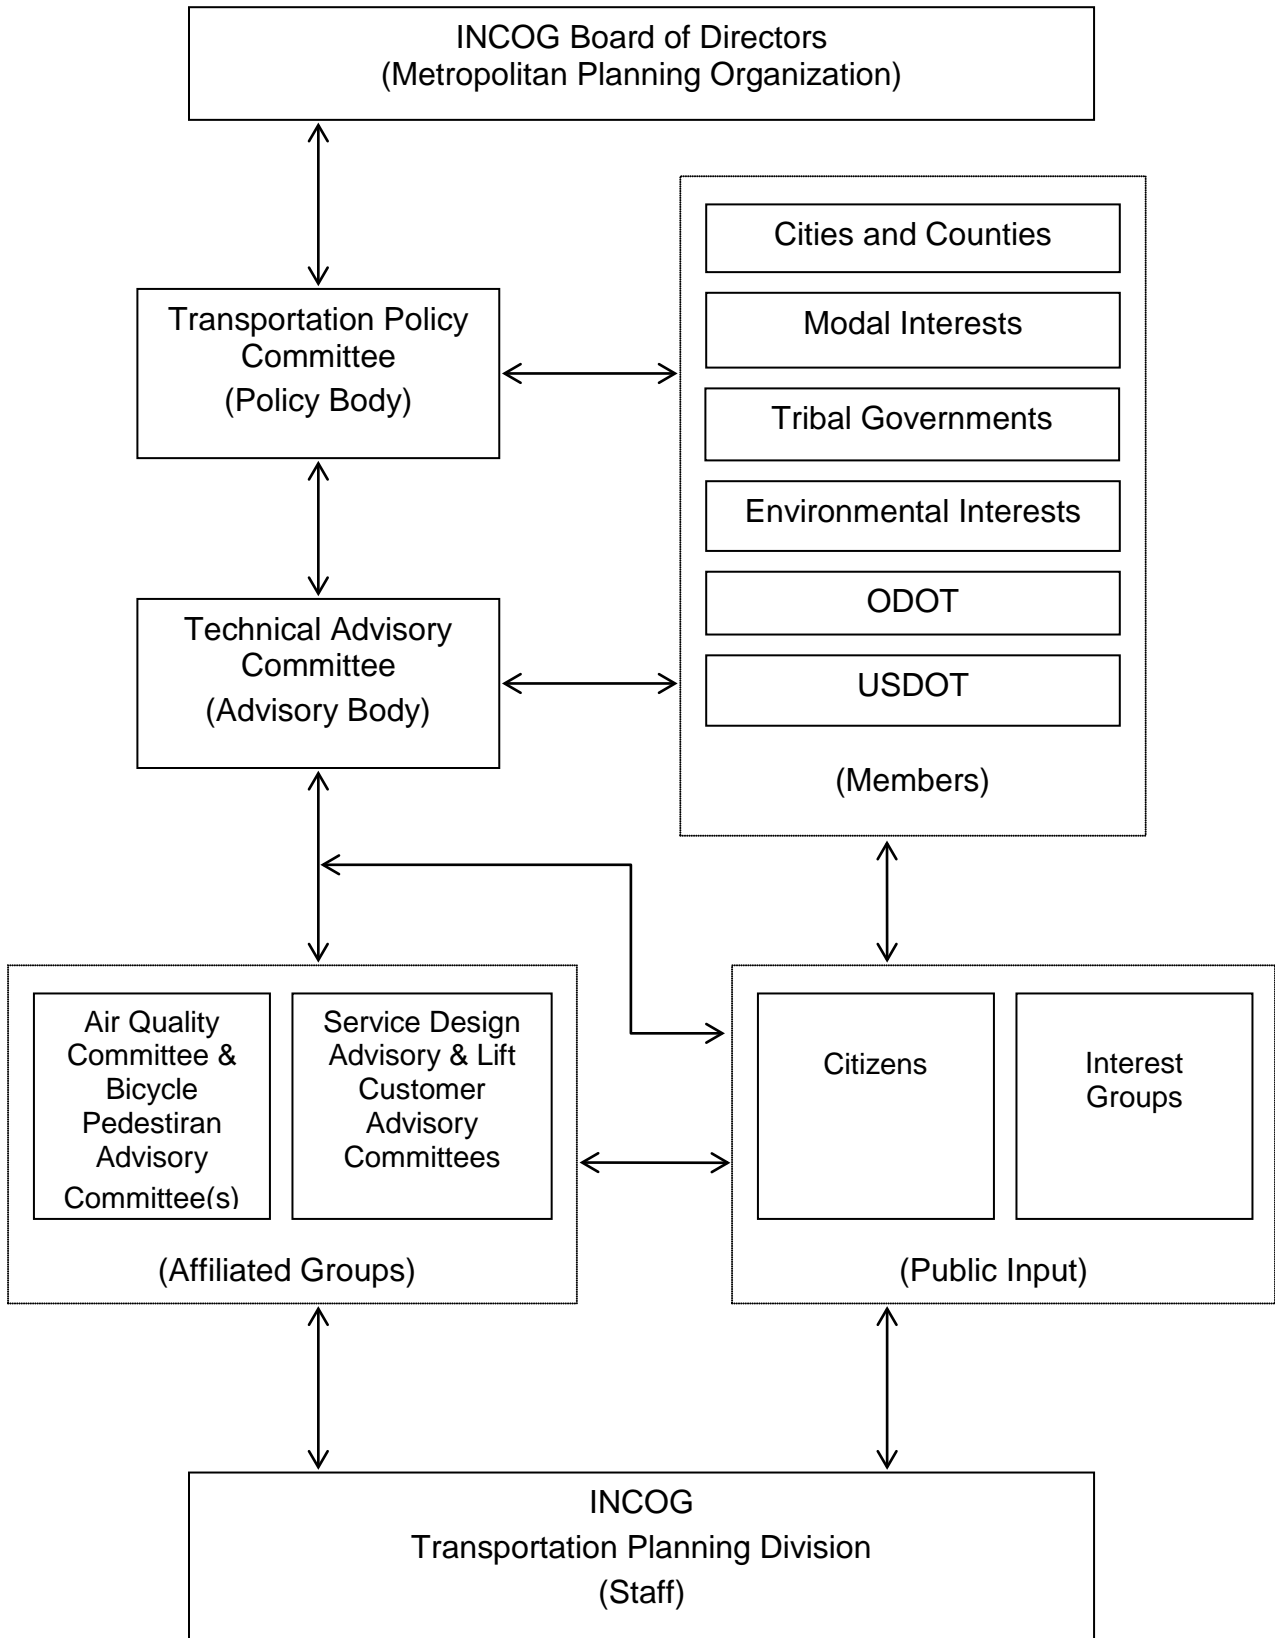 INCOG Board of Directors
(Metropolitan Planning Organization)
Transportation Policy
Committee
(Policy Body)
Technical Advisory
Committee
(Advisory Body)
Cities and Counties
Modal Interests
Tribal Governments
Environmental Interests
ODOT
USDOT
(Members)
Air Quality
Committee &
Bicycle
Pedestiran
Advisory
Committee(s)
Service Design
Advisory & Lift
Customer
Advisory
Committees
(Affiliated Groups)
Citizens
Interest
Groups
(Public Input)
INCOG
Transportation Planning Division
(Staff)